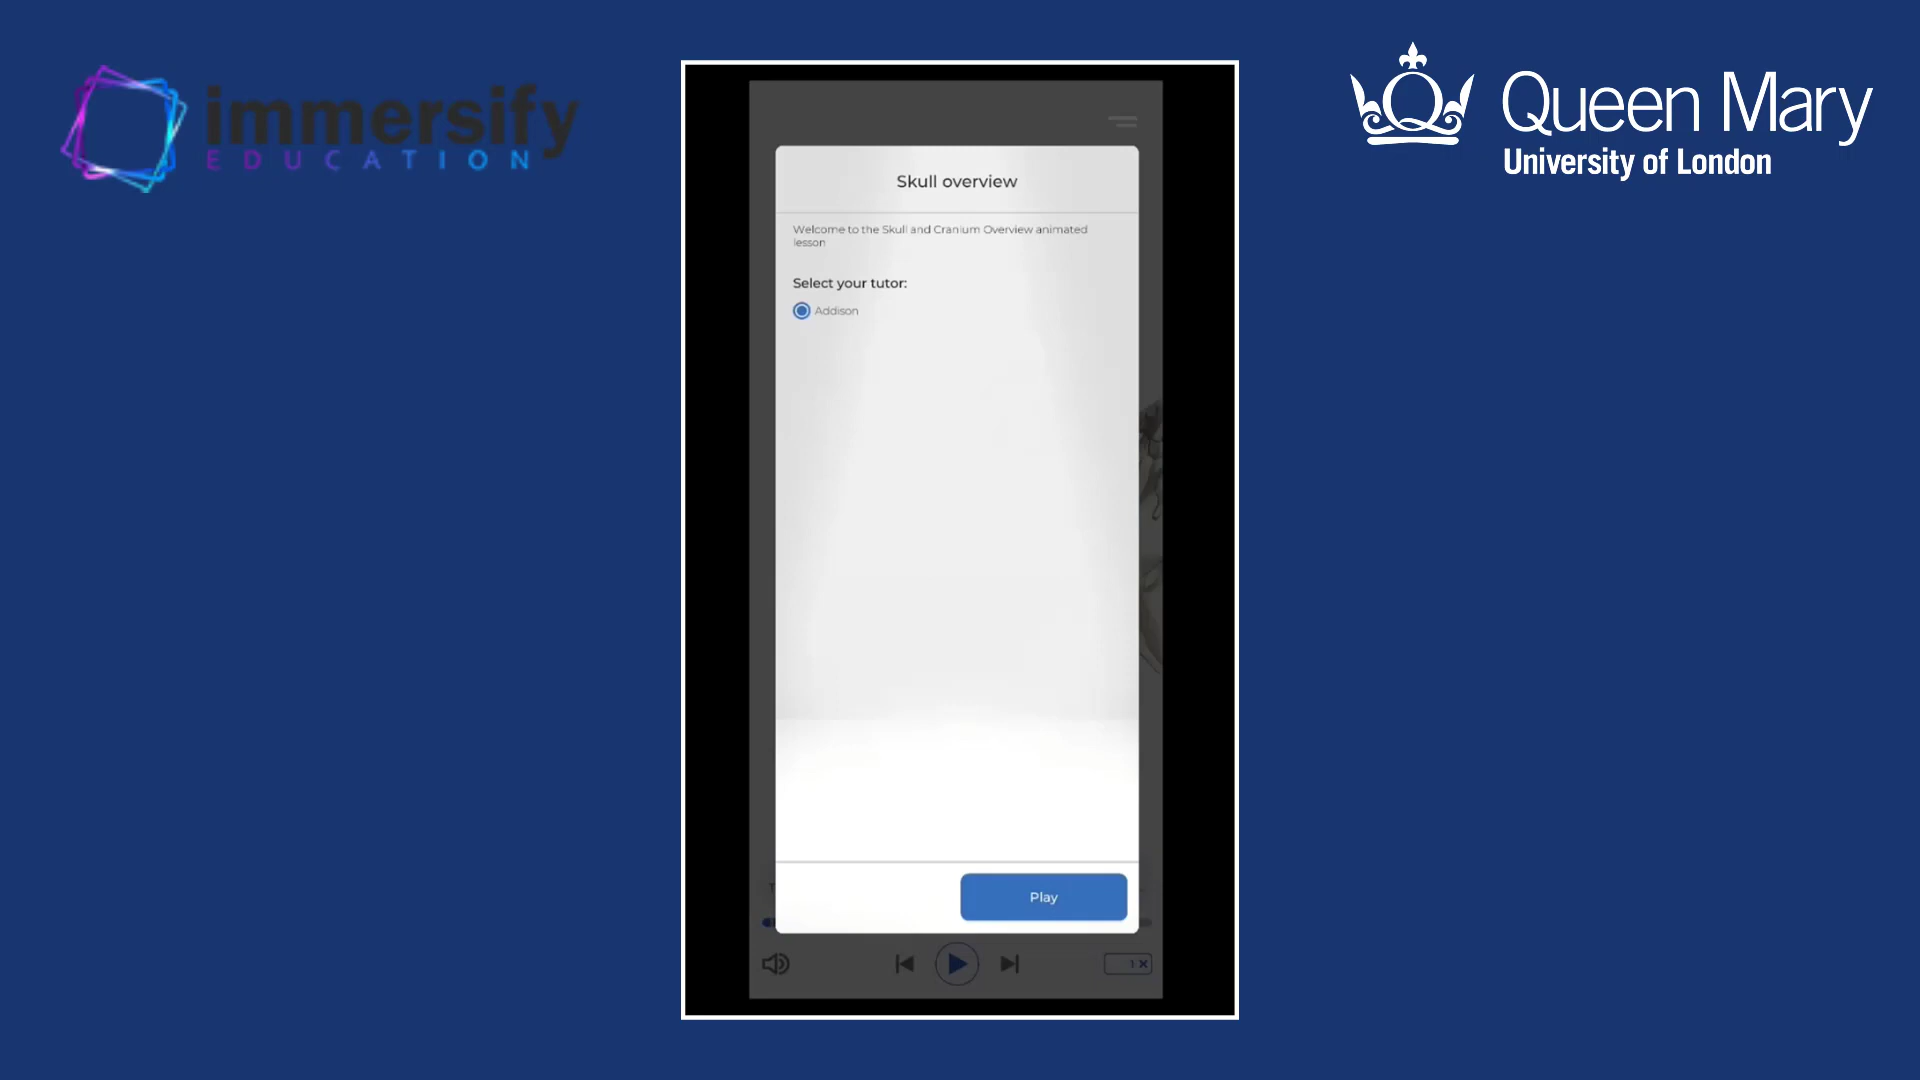 immersify
EDUCATION
Queen Mary
University of London
Skull overview
Welcome to the Skull and Cranium Overview animated
lesson
Select your tutor:
Addison
Play
1 X